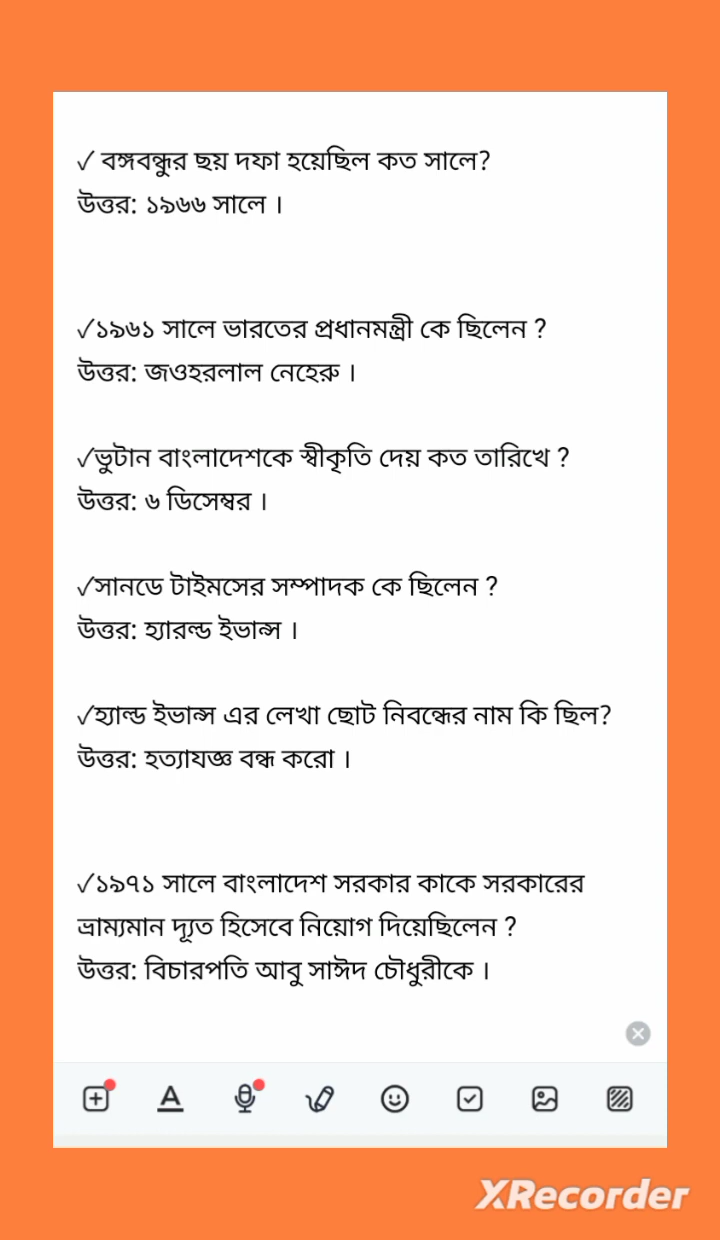 ✓ বঙ্গবন্ধুর ছয় দফা হয়েছিল কত সালে?
উত্তর: ১৯৬৬ সালে ।
✓১৯৬১ সালে ভারতের প্রধানমন্ত্রী কে ছিলেন ?
উত্তর: জওহরলাল নেহেরু ।
✓ভুটান বাংলাদেশকে স্বীকৃতি দেয় কত তারিখে ?
উত্তর: ৬ ডিসেম্বর ।
✓সানডে টাইমসের সম্পাদক কে ছিলেন ?
উত্তর: হ্যারল্ড ইভান্স ।
✓হ্যাল্ড ইভান্স এর লেখা ছোট নিবন্ধের নাম কি ছিল?
উত্তর: হত্যাযজ্ঞ বন্ধ করো ।
✓১৯৭১ সালে বাংলাদেশ সরকার কাকে সরকারের
ভ্রাম্যমান দ্যূত হিসেবে নিয়োগ দিয়েছিলেন ?
উত্তর: বিচারপতি আবু সাঈদ চৌধুরীকে ।
A
XRecorder